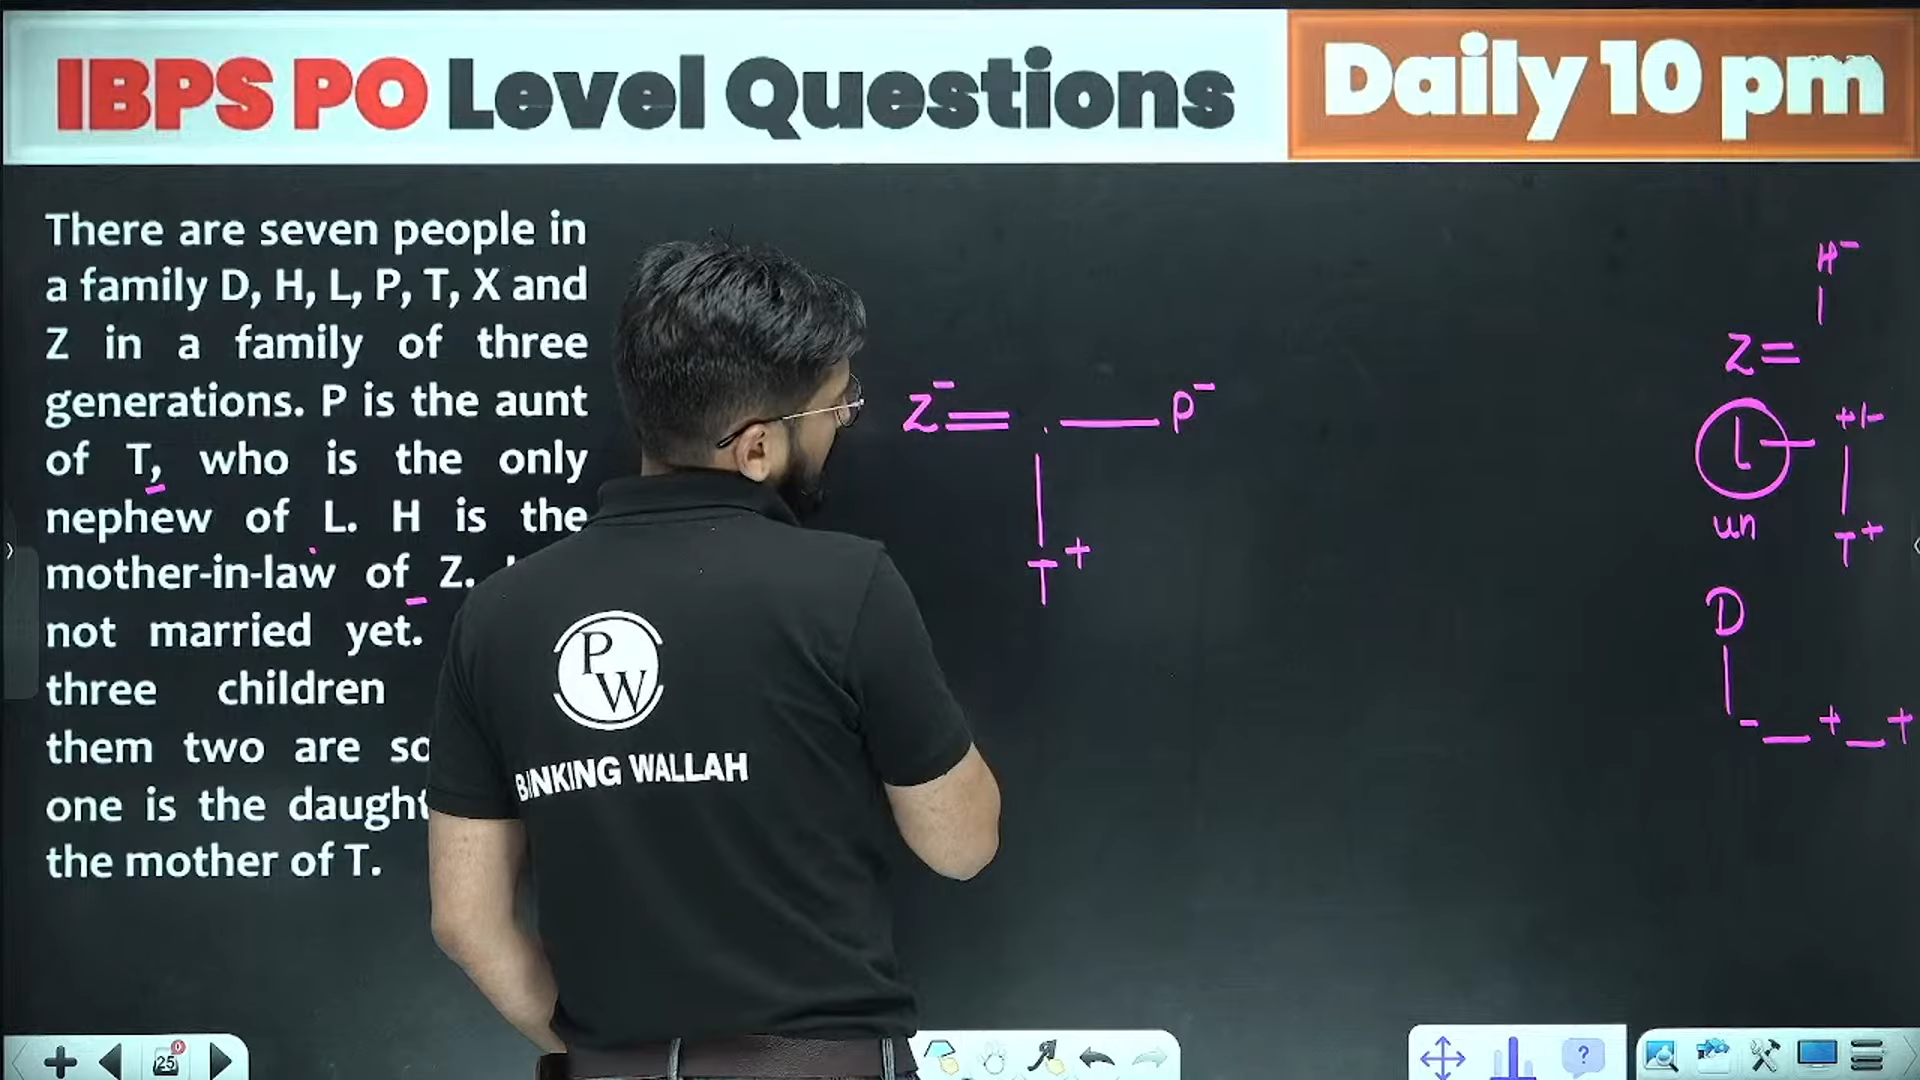 IBPS PO Level Questions
Daily 10 pm
There are seven people in
a family D, H, L, P, T, X and
Z in a family of three
generations. P is the aunt
of T, who is the only
nephew of L. H is the
mother-in-law of Z.
not married yet.
three children
them two are
one is the
the mother of T.
Z⁻ = — P⁻
T⁺
H⁻
Z =
L — +/-
un
T⁺
D
- — + — +
PW
BANKING WALLAH
25
0
?